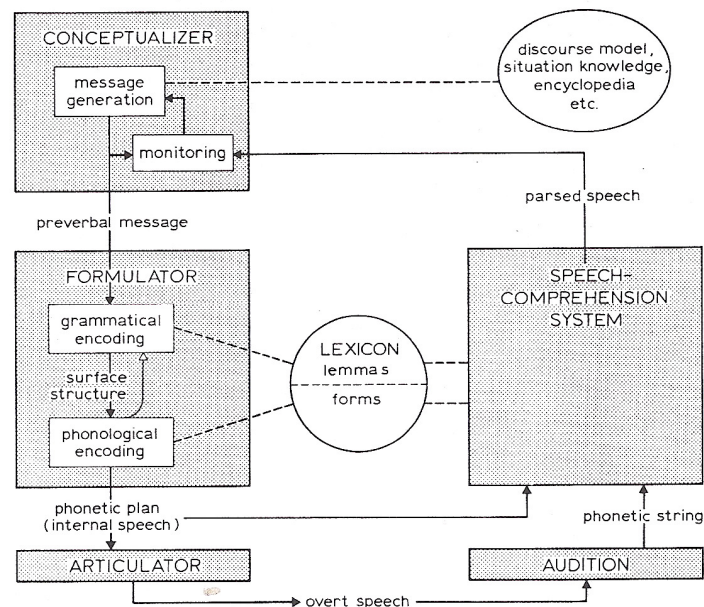 CONCEPTUALIZER
message
generation
monitoring
discourse model,
situation knowledge,
encyclopedia
etc.
parsed speech
preverbal message
FORMULATOR
grammatical
encoding
surface
structure
phonological
encoding
LEXICON
lemmas
forms
SPEECH-
COMPREHENSION
SYSTEM
phonetic plan
(internal speech)
phonetic string
ARTICULATOR
AUDITION
overt speech